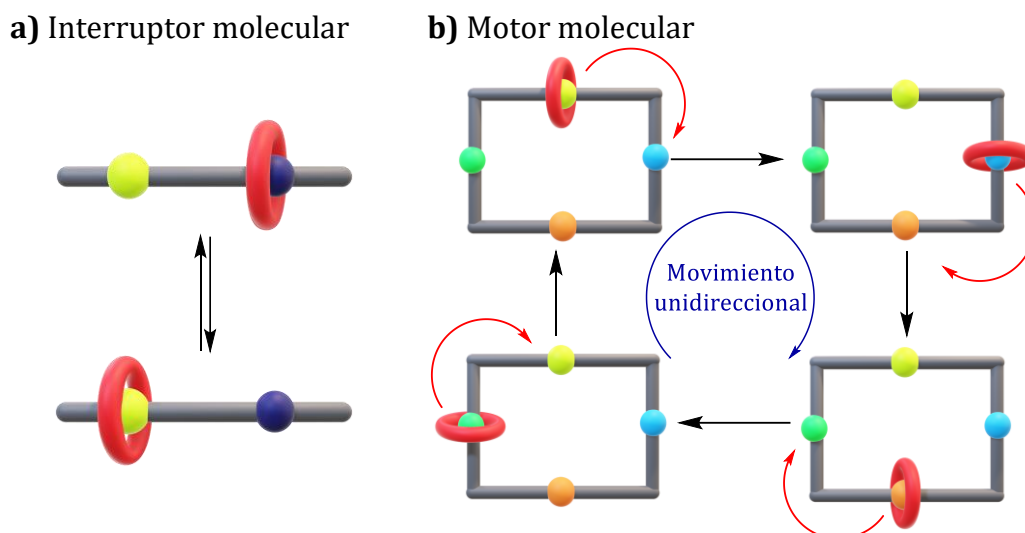 a) Interruptor molecular
b) Motor molecular
Movimiento
unidireccional